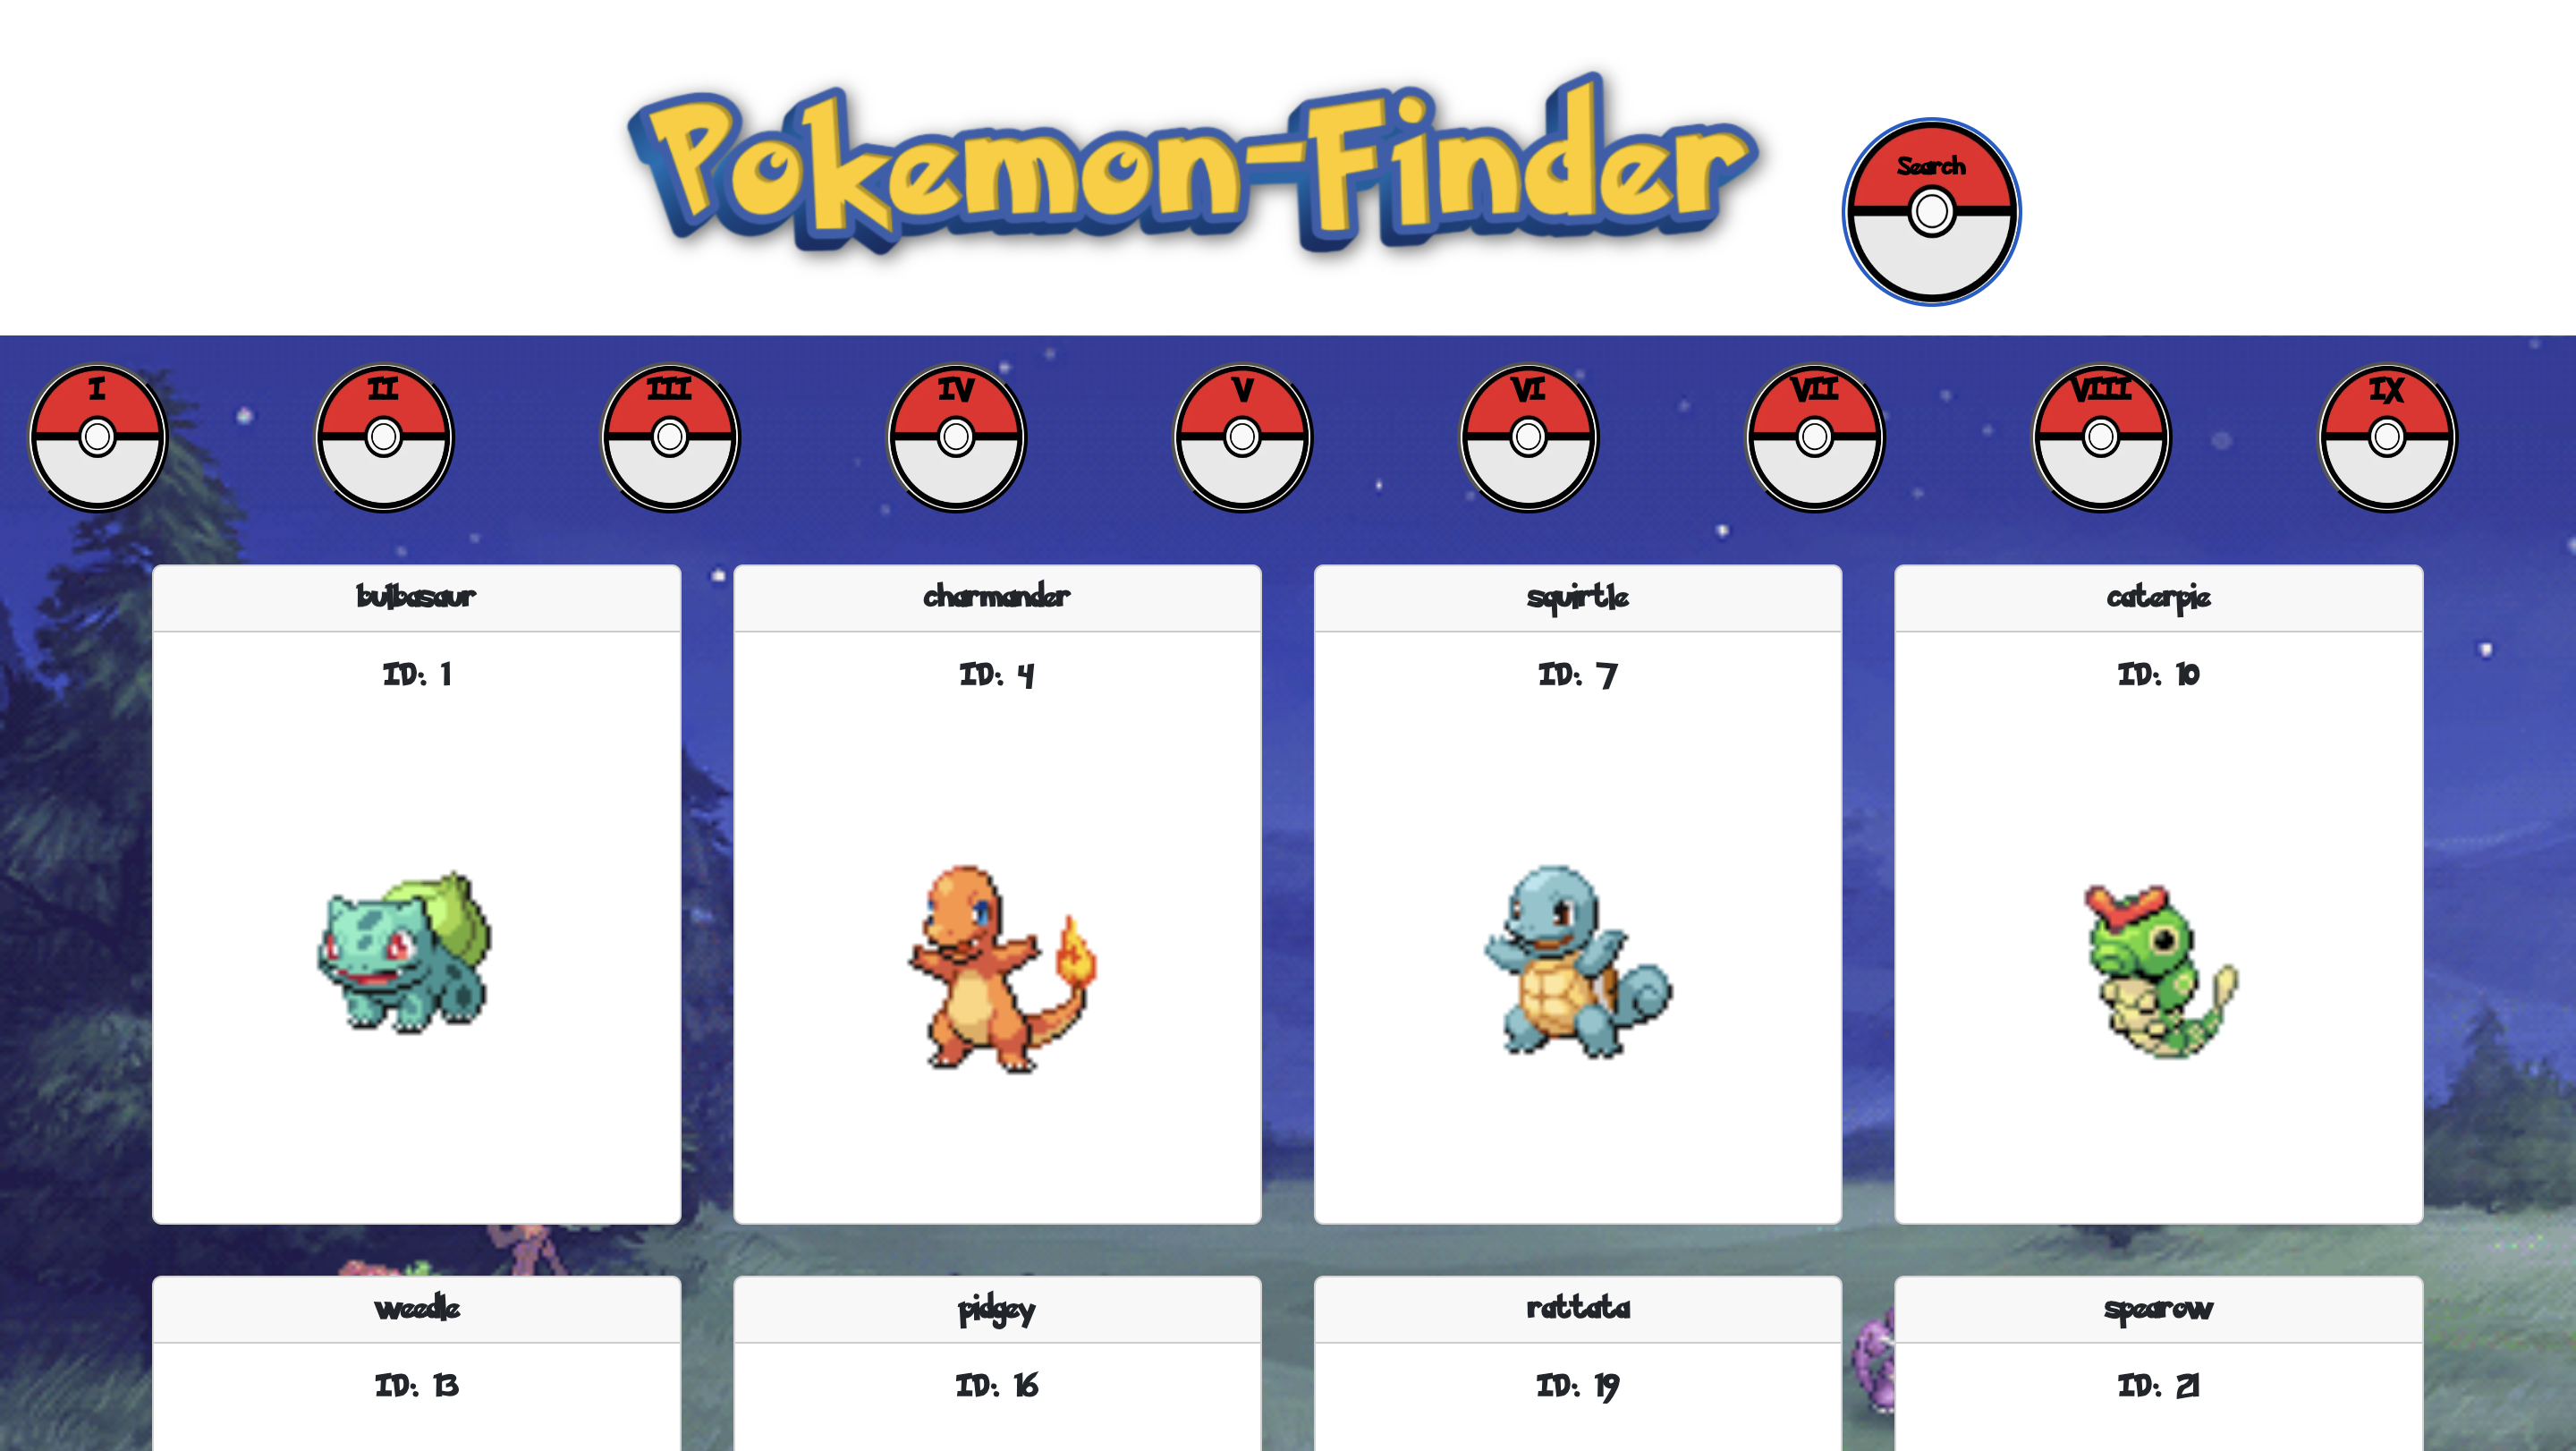 Pokemon-Finder
Search
I II III IV V VI VII VIII IX
bulbasaur charmander squirtle caterpie
ID: 1 ID: 4 ID: 7 ID: 10
weedle pidgey rattata spearow
ID: 13 ID: 16 ID: 19 ID: 21